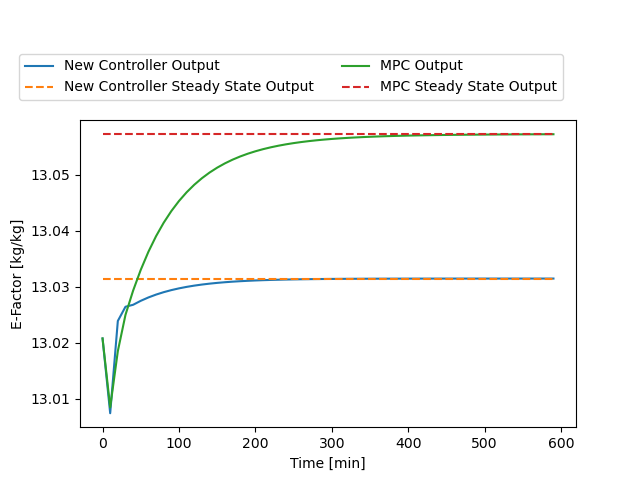 New Controller Output
New Controller Steady State Output
MPC Output
MPC Steady State Output
E-Factor [kg/kg]
13.05
13.04
13.03
13.02
13.01
0 100 200 300 400 500 600
Time [min]